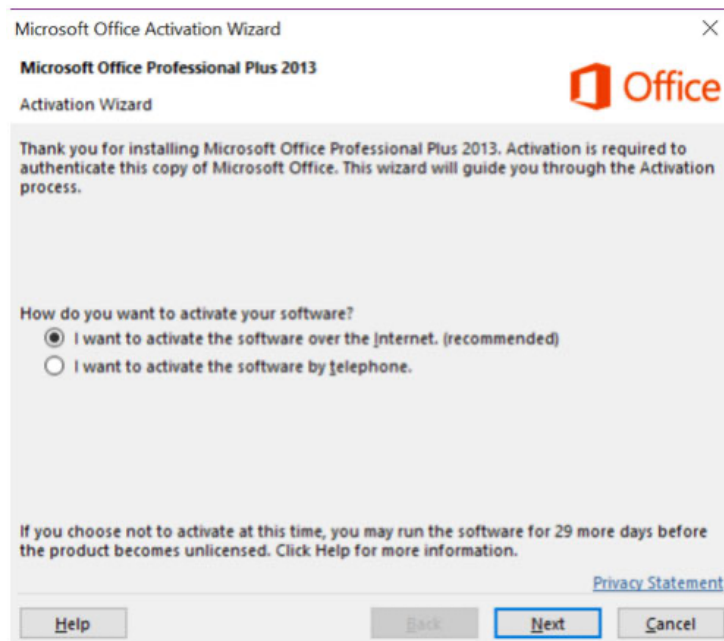 Microsoft Office Activation Wizard
Microsoft Office Professional Plus 2013
Office
Activation Wizard
Thank you for installing Microsoft Office Professional Plus 2013. Activation is required to
authenticate this copy of Microsoft Office. This wizard will guide you through the Activation
process.
How do you want to activate your software?
I want to activate the software over the Internet. (recommended)
I want to activate the software by telephone.
If you choose not to activate at this time, you may run the software for 29 more days before
the product becomes unlicensed. Click Help for more information.
Privacy Statement
Help
Back
Next
Cancel